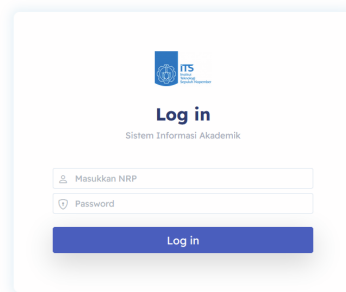 ITS
Institut
Teknologi
Sepuluh Nopember
Log in
Sistem Informasi Akademik
Masukkan NRP
Password
Log in